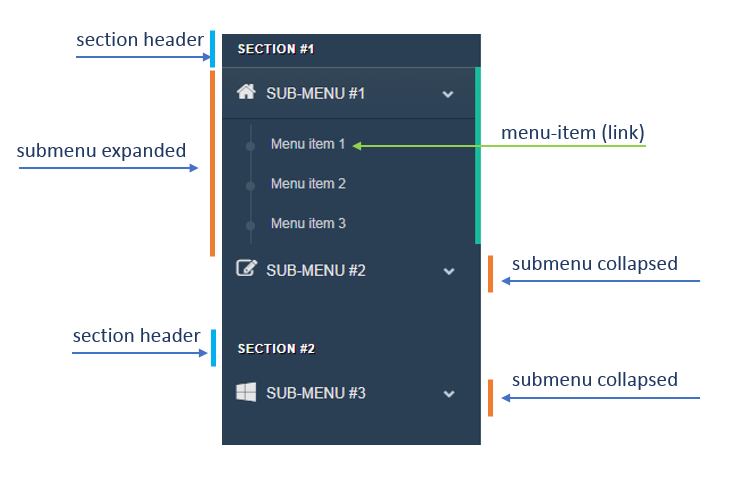 section header
SECTION #1
SUB-MENU #1
submenu expanded
Menu item 1
menu-item (link)
Menu item 2
Menu item 3
SUB-MENU #2
submenu collapsed
section header
SECTION #2
SUB-MENU #3
submenu collapsed